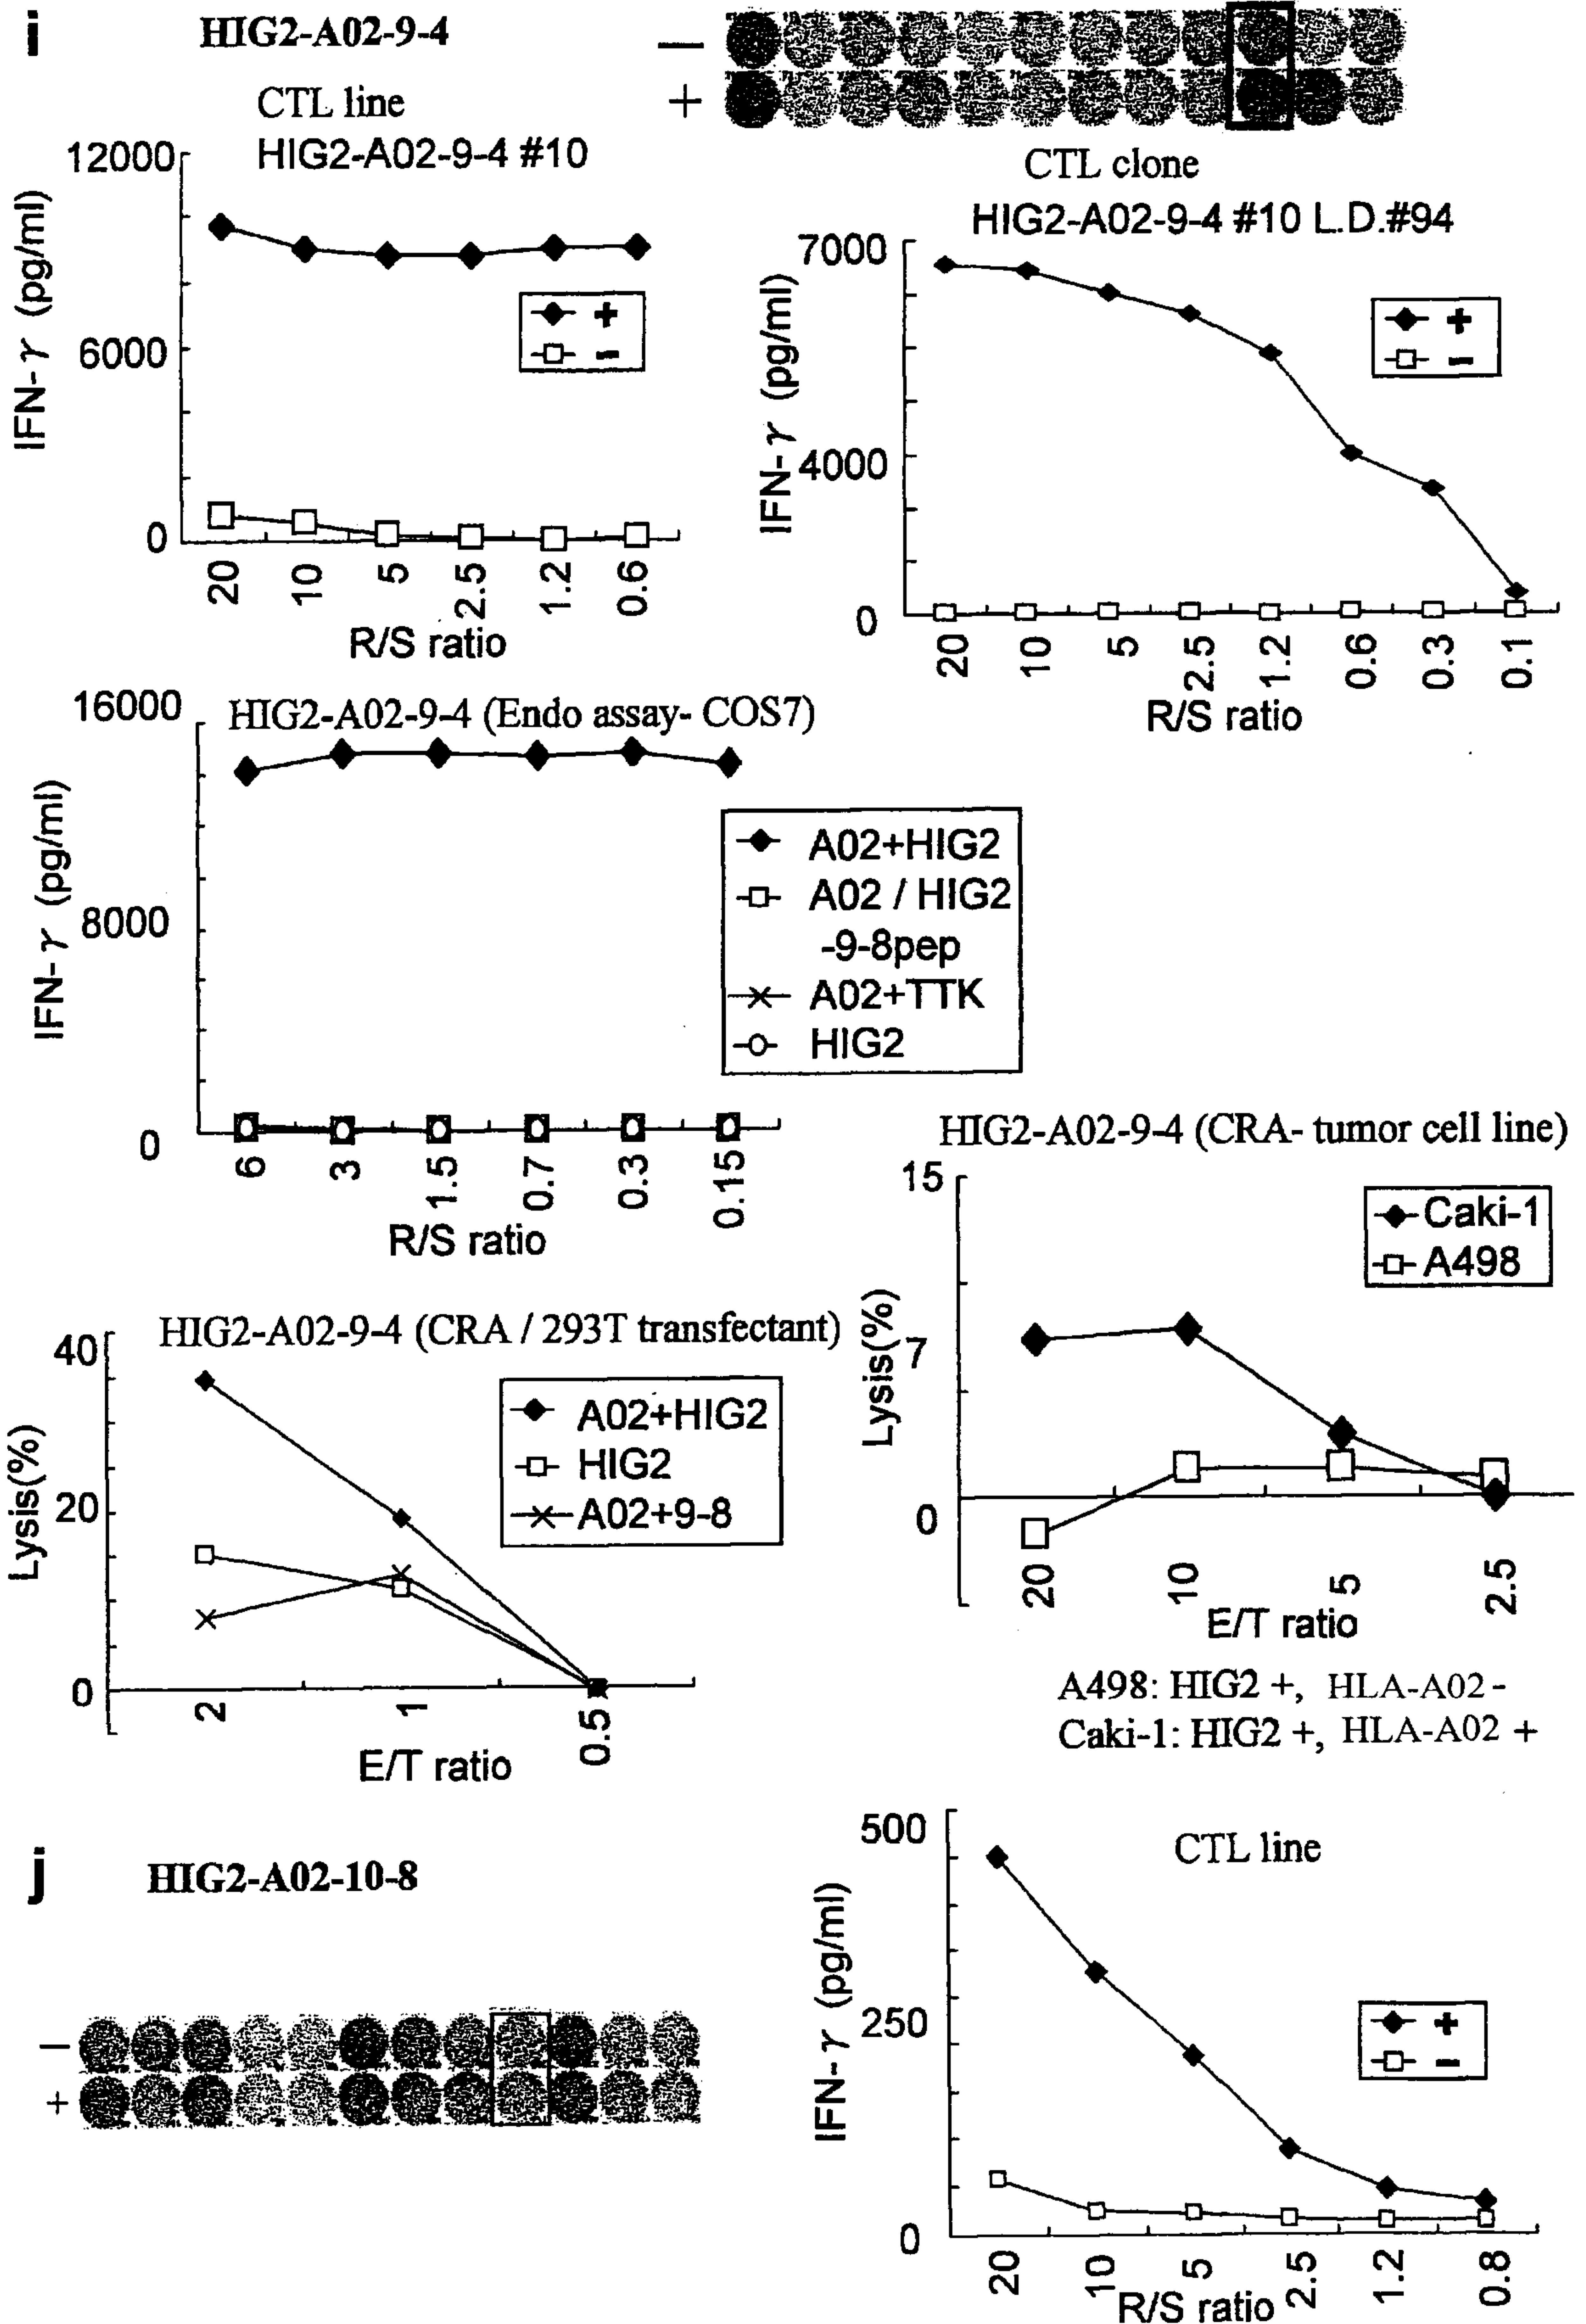 i
HIG2-A02-9-4
−
+
CTL line
HIG2-A02-9-4 #10
12000
6000
0
IFN-γ (pg/ml)
+
−
20 10 5 2.5 1.2 0.6
R/S ratio
CTL clone
HIG2-A02-9-4 #10 L.D.#94
7000
4000
0
IFN-γ (pg/ml)
+
−
20 10 5 2.5 1.2 0.6 0.3 0.1
R/S ratio
HIG2-A02-9-4 (Endo assay- COS7)
16000
8000
0
IFN-γ (pg/ml)
A02+HIG2
A02 / HIG2
-9-8pep
A02+TTK
HIG2
6 3 1.5 0.7 0.3 0.15
R/S ratio
HIG2-A02-9-4 (CRA- tumor cell line)
15
7
0
Lysis(%)
Caki-1
A498
20 10 5 2.5
E/T ratio
A498: HIG2 +, HLA-A02 -
Caki-1: HIG2 +, HLA-A02 +
HIG2-A02-9-4 (CRA / 293T transfectant)
40
20
0
Lysis(%)
A02+HIG2
HIG2
A02+9-8
2 1 0.5
E/T ratio
j
HIG2-A02-10-8
−
+
CTL line
500
250
0
IFN-γ (pg/ml)
+
−
20 10 5 2.5 1.2 0.8
R/S ratio